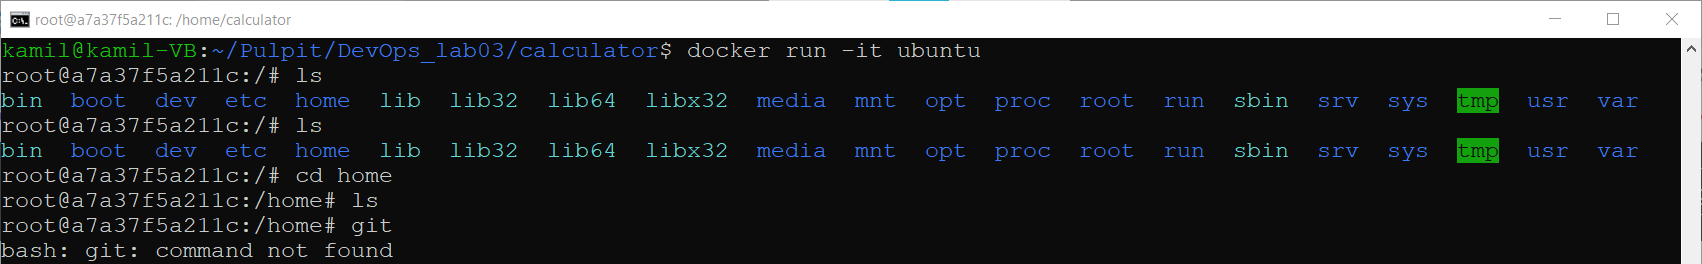 root@a7a37f5a211c: /home/calculator
kamil@kamil-VB:~/Pulpit/DevOps_lab03/calculator$ docker run -it ubuntu
root@a7a37f5a211c:/# ls
bin boot dev etc home lib lib32 lib64 libx32 media mnt opt proc root run sbin srv sys tmp usr var
root@a7a37f5a211c:/# ls
bin boot dev etc home lib lib32 lib64 libx32 media mnt opt proc root run sbin srv sys tmp usr var
root@a7a37f5a211c:/# cd home
root@a7a37f5a211c:/home# ls
root@a7a37f5a211c:/home# git
bash: git: command not found